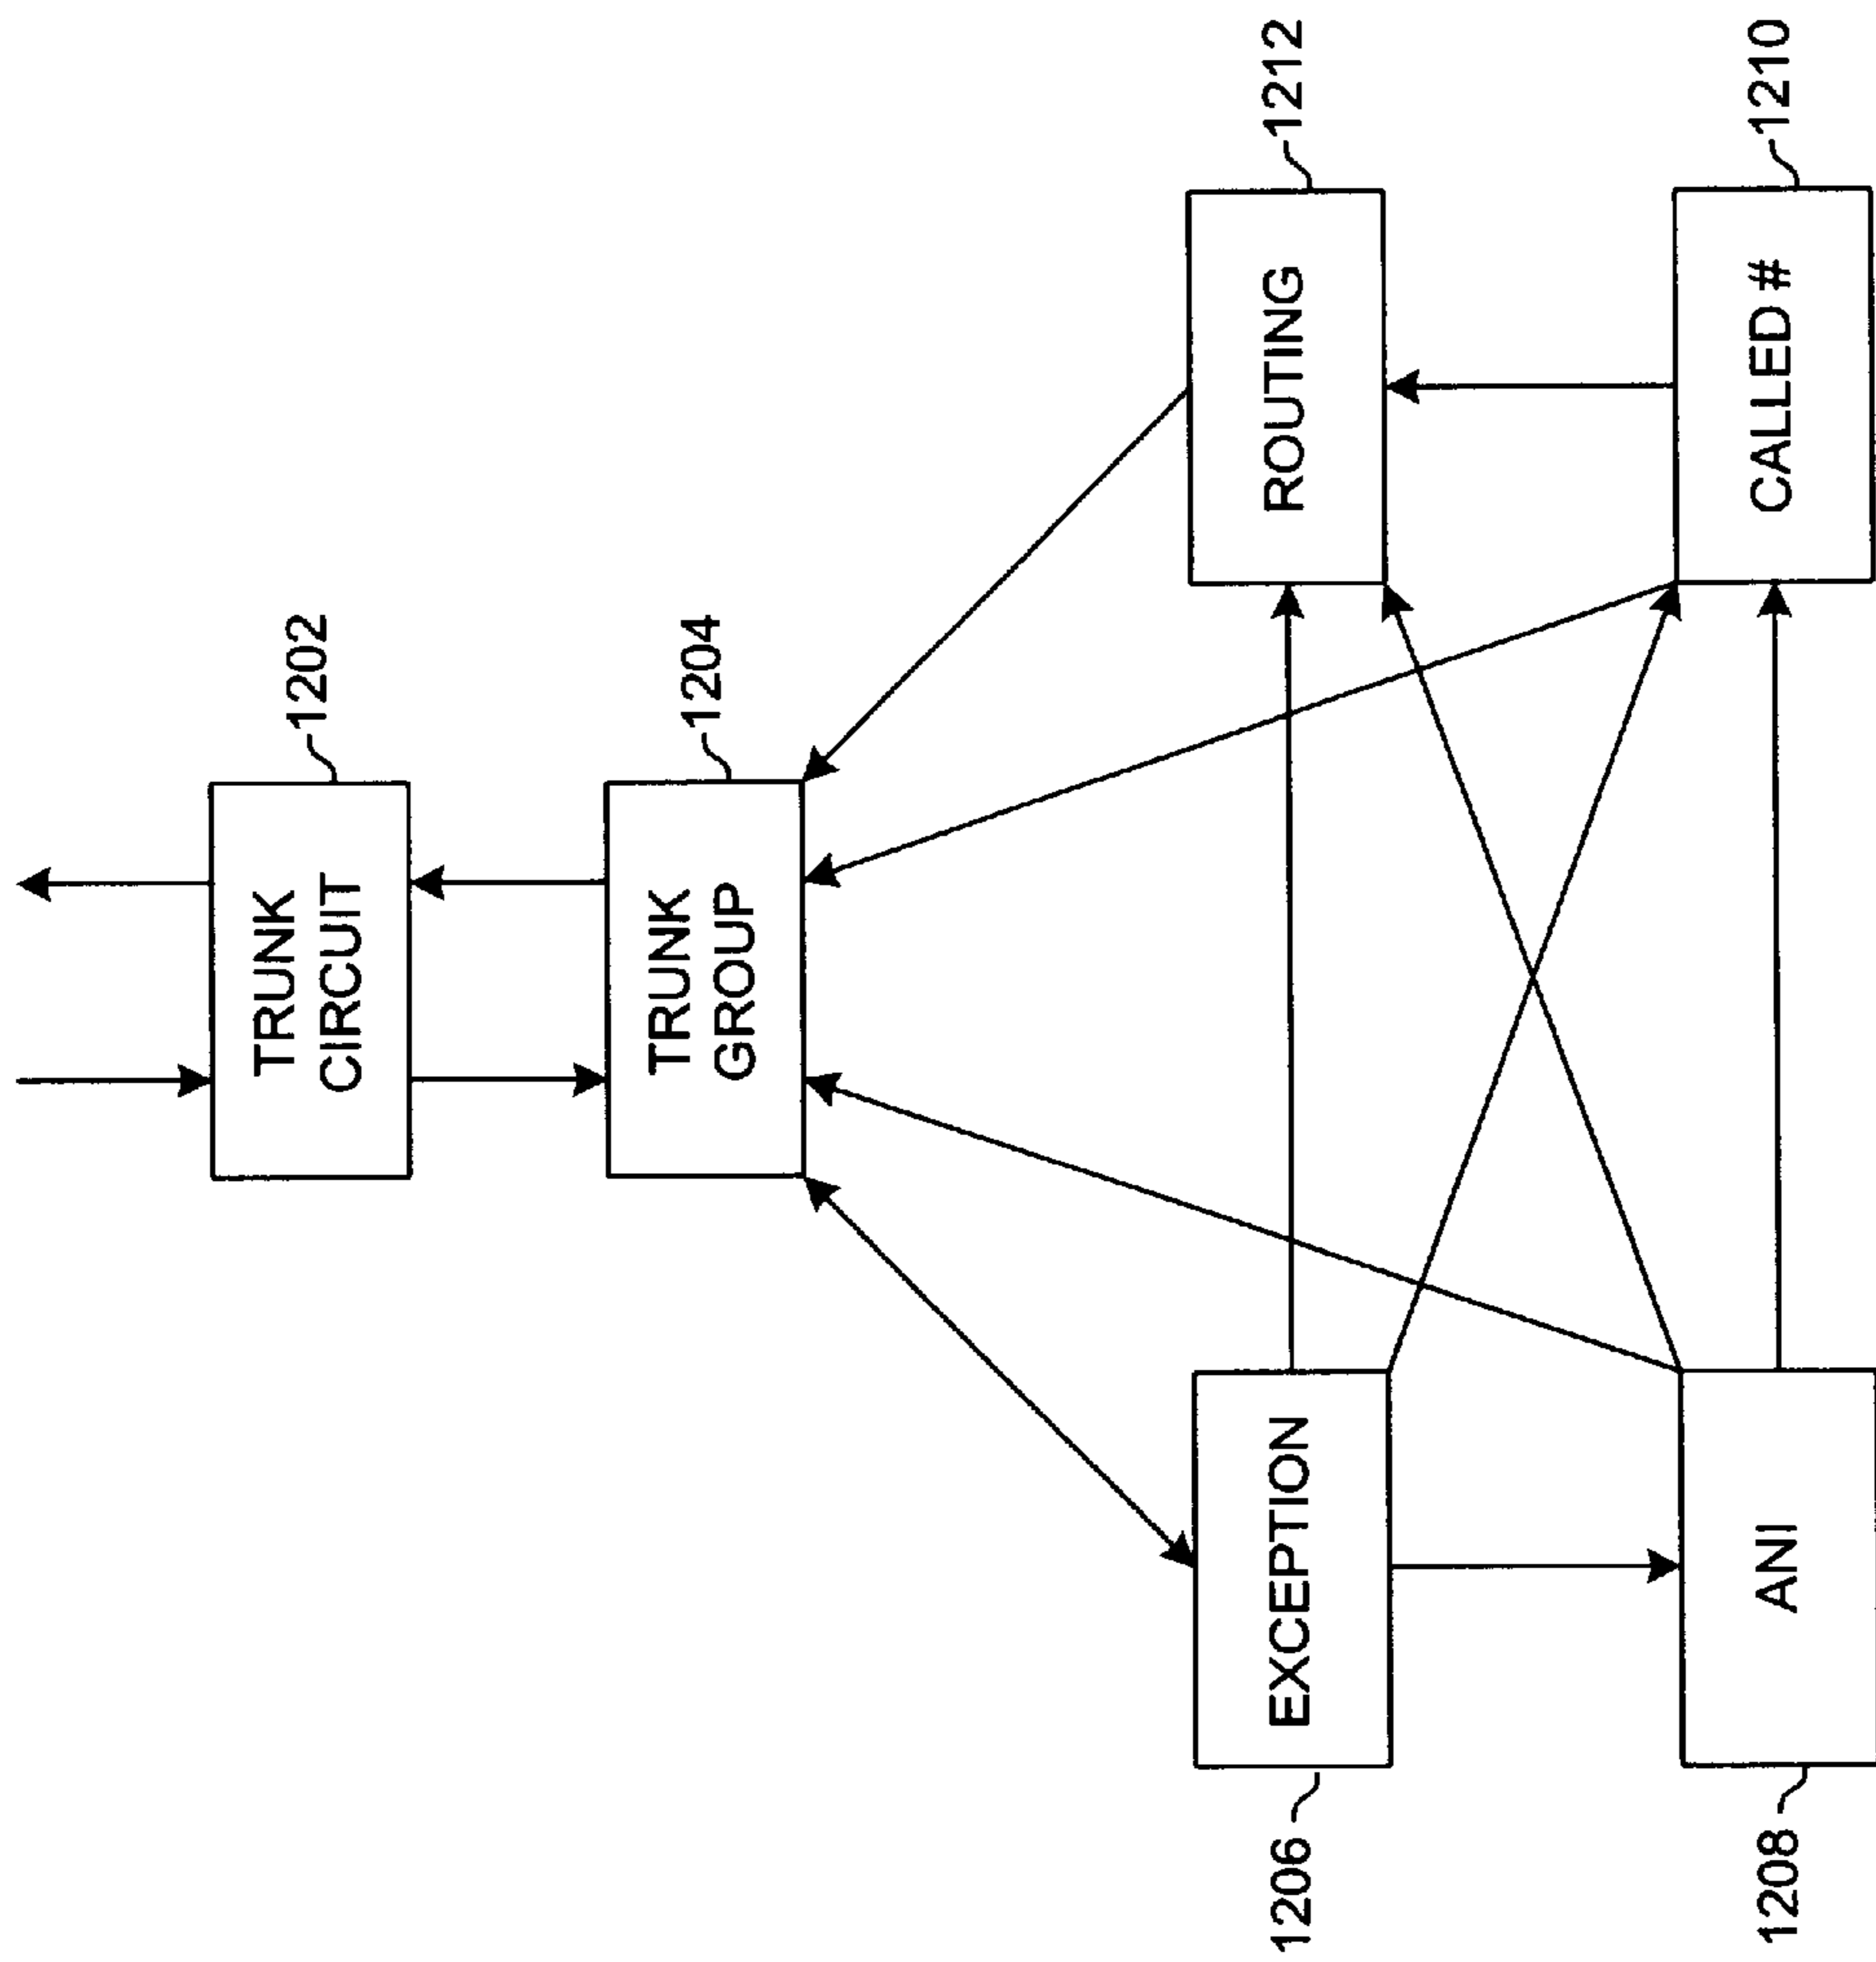 TRUNK
CIRCUIT
1202
TRUNK
GROUP
1204
1206
EXCEPTION
ROUTING
1212
1208
ANI
CALLED #
1210